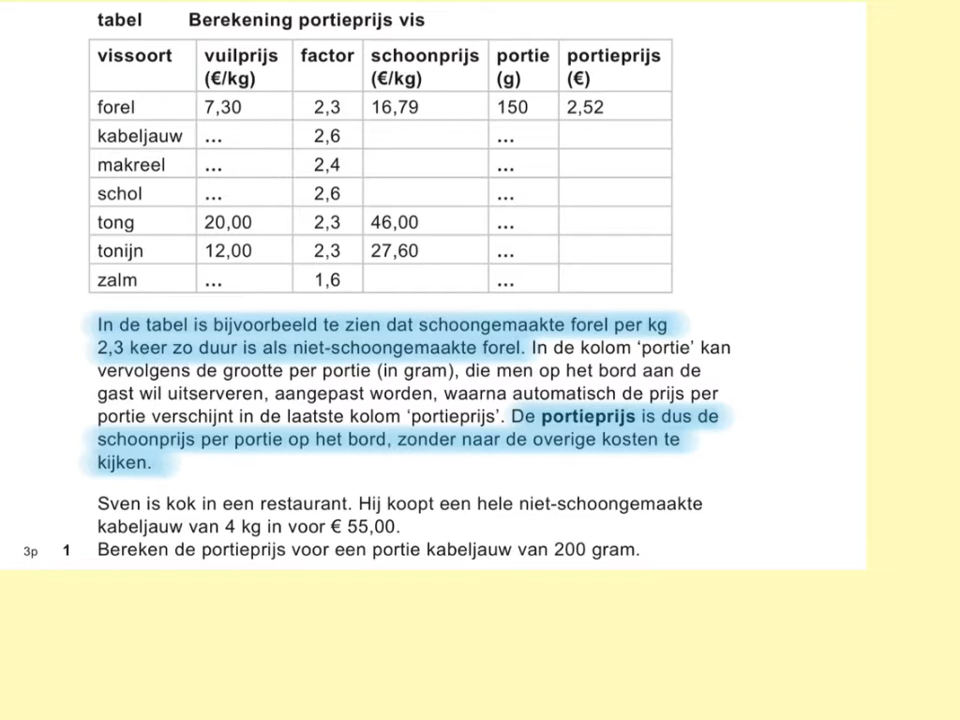 tabel Berekening portieprijs vis
vissoort vuilprijs (€/kg) factor schoonprijs (€/kg) portie (g) portieprijs (€)
forel 7,30 2,3 16,79 150 2,52
kabeljauw ... 2,6 ...
makreel ... 2,4 ...
schol ... 2,6 ...
tong 20,00 2,3 46,00 ...
tonijn 12,00 2,3 27,60 ...
zalm ... 1,6 ...
In de tabel is bijvoorbeeld te zien dat schoongemaakte forel per kg
2,3 keer zo duur is als niet-schoongemaakte forel. In de kolom ‘portie’ kan
vervolgens de grootte per portie (in gram), die men op het bord aan de
gast wil uitserveren, aangepast worden, waarna automatisch de prijs per
portie verschijnt in de laatste kolom ‘portieprijs’. De portieprijs is dus de
schoonprijs per portie op het bord, zonder naar de overige kosten te
kijken.
Sven is kok in een restaurant. Hij koopt een hele niet-schoongemaakte
kabeljauw van 4 kg in voor € 55,00.
3p 1 Bereken de portieprijs voor een portie kabeljauw van 200 gram.